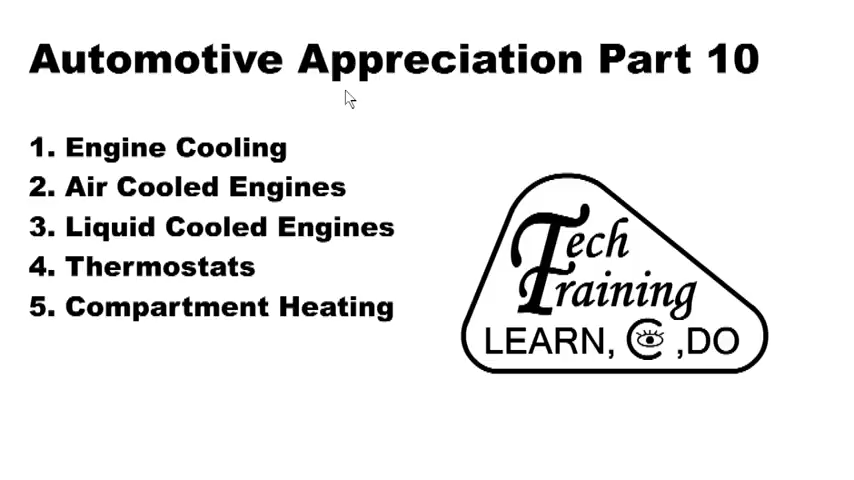 Automotive Appreciation Part 10
1. Engine Cooling
2. Air Cooled Engines
3. Liquid Cooled Engines
4. Thermostats
5. Compartment Heating
Tech
Training
LEARN, C ,DO